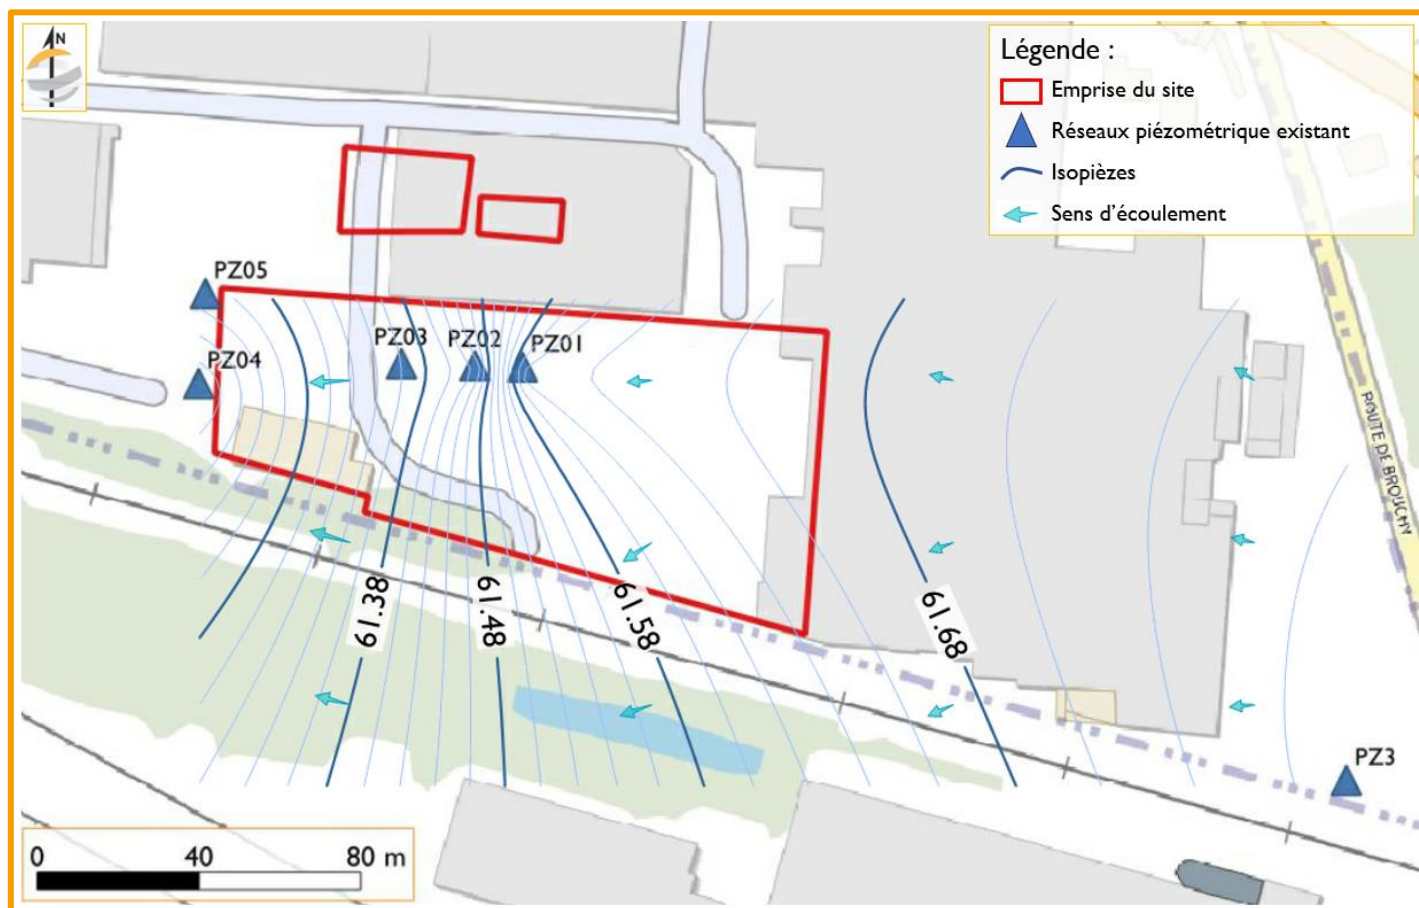 N
Légende :
Emprise du site
Réseaux piézométrique existant
Isopièzes
Sens d'écoulement
PZ05
PZ04
PZ03
PZ02
PZ01
ROUTE DE BROUCHY
61.38
61.48
61.58
61.68
PZ3
0 40 80 m